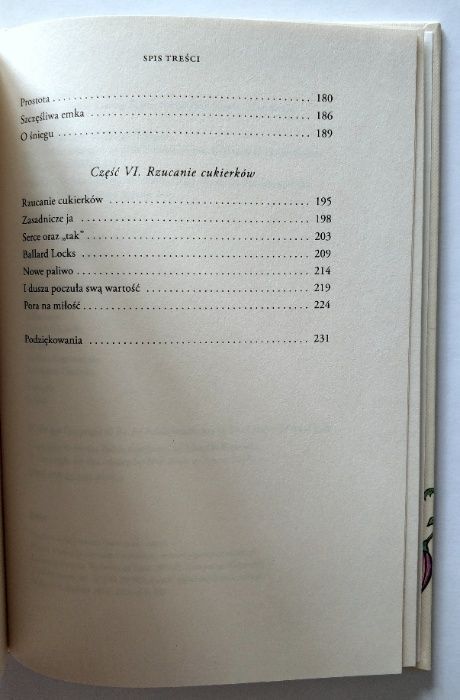 SPIS TREŚCI
Prostota 180
Szczęśliwa emka 186
O śniegu 189
Część VI. Rzucanie cukierków
Rzucanie cukierków 195
Zasadnicze ja 198
Serce oraz „tak” 203
Ballard Locks 209
Nowe paliwo 214
I dusza poczuła swą wartość 219
Pora na miłość 224
Podziękowania 231